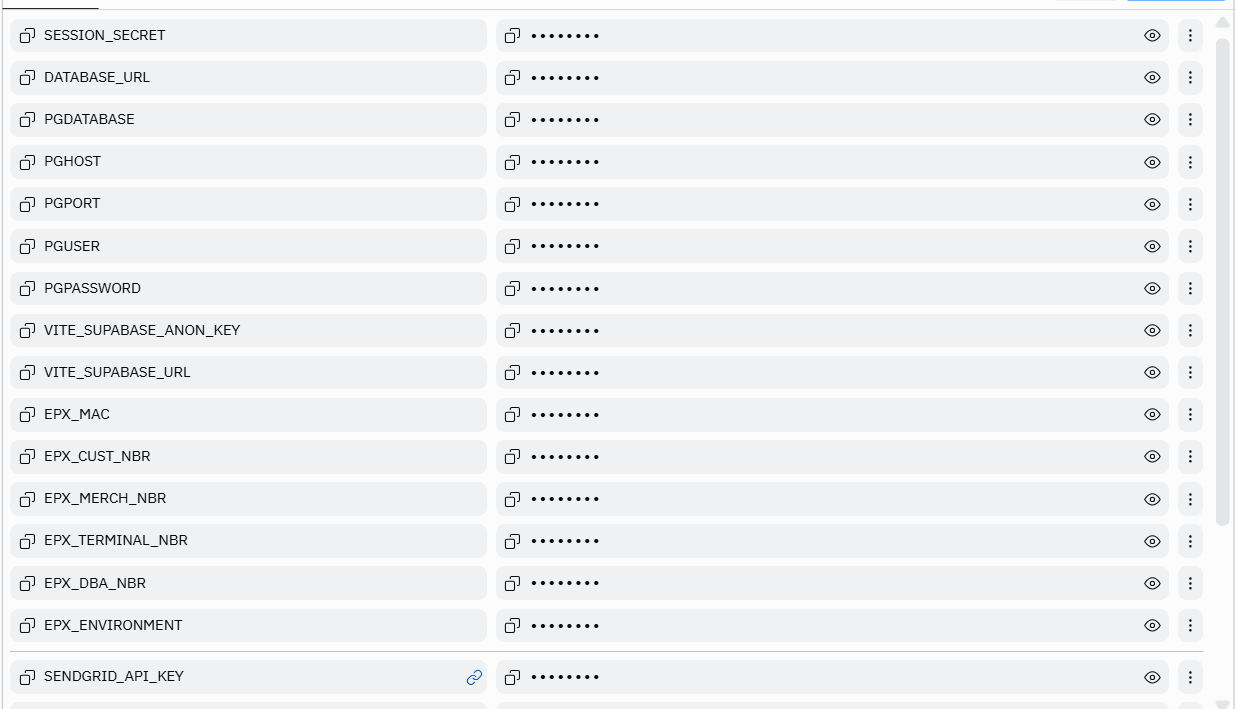 SESSION_SECRET ••••••••
DATABASE_URL ••••••••
PGDATABASE ••••••••
PGHOST ••••••••
PGPORT ••••••••
PGUSER ••••••••
PGPASSWORD ••••••••
VITE_SUPABASE_ANON_KEY ••••••••
VITE_SUPABASE_URL ••••••••
EPX_MAC ••••••••
EPX_CUST_NBR ••••••••
EPX_MERCH_NBR ••••••••
EPX_TERMINAL_NBR ••••••••
EPX_DBA_NBR ••••••••
EPX_ENVIRONMENT ••••••••
SENDGRID_API_KEY ••••••••